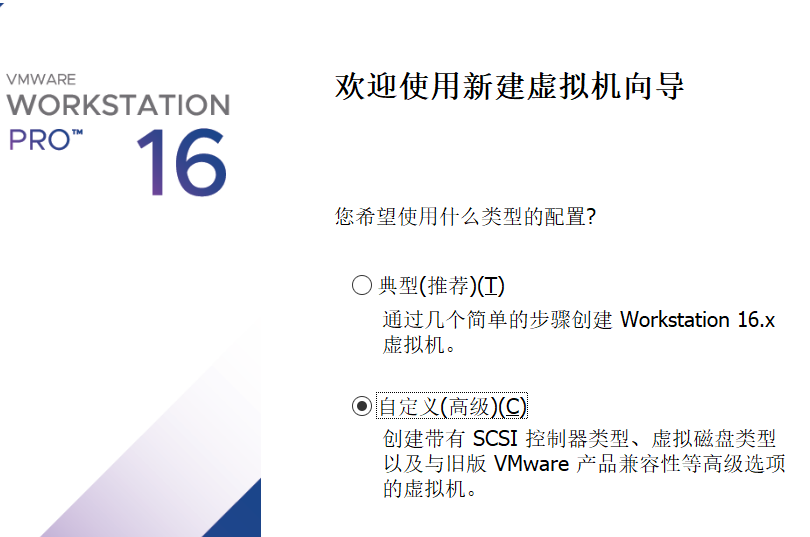 VMWARE
WORKSTATION
PRO™ 16
欢迎使用新建虚拟机向导
您希望使用什么类型的配置?
典型(推荐)(T)
通过几个简单的步骤创建 Workstation 16.x
虚拟机。
自定义(高级)(C)
创建带有 SCSI 控制器类型、虚拟磁盘类型
以及与旧版 VMware 产品兼容性等高级选项
的虚拟机。